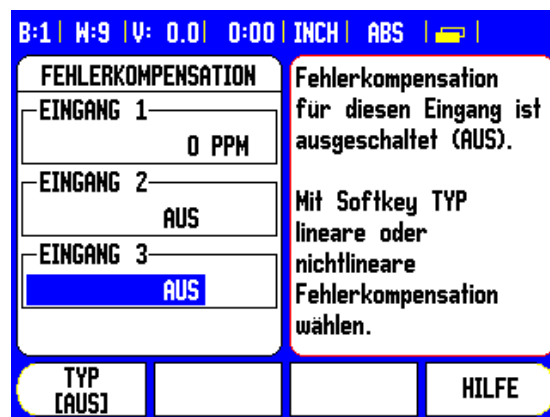 B:1| W:9 |V: 0.0| 0:00| INCH| ABS | |
FEHLERKOMPENSATION
EINGANG 1
0 PPM
EINGANG 2
AUS
EINGANG 3
AUS
Fehlerkompensation
für diesen Eingang ist
ausgeschaltet (AUS).
Mit Softkey TYP
lineare oder
nichtlineare
Fehlerkompensation
wählen.
TYP
[AUS]
HILFE